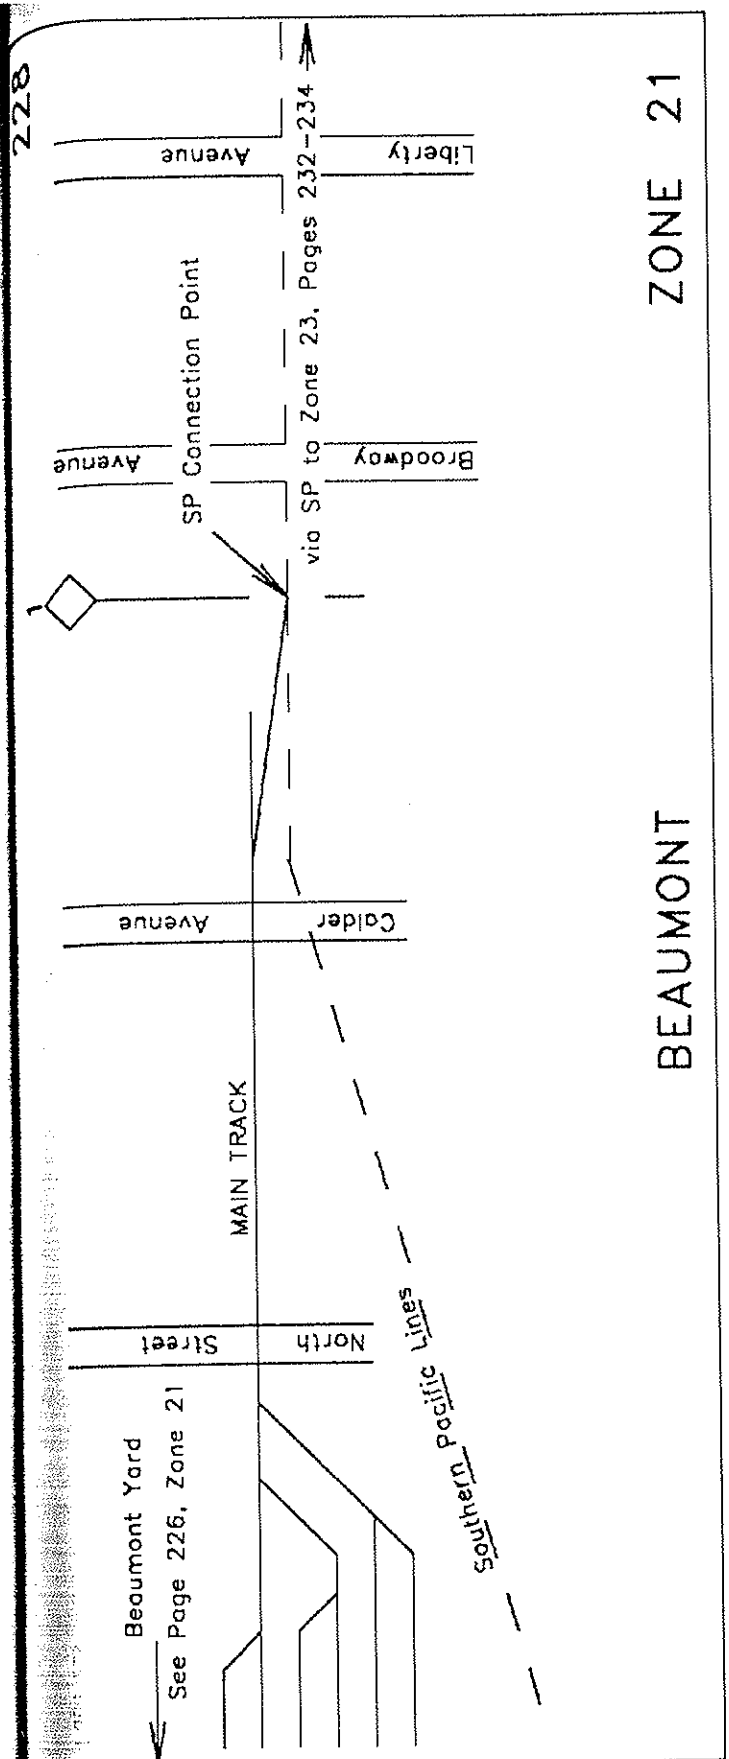 228
Beaumont Yard
See Page 226, Zone 21
North Street
MAIN TRACK
Southern Pacific Lines
Calder Avenue
1
SP Connection Point
Broadway Avenue
via SP to Zone 23, Pages 232-234
Liberty Avenue
BEAUMONT
ZONE 21